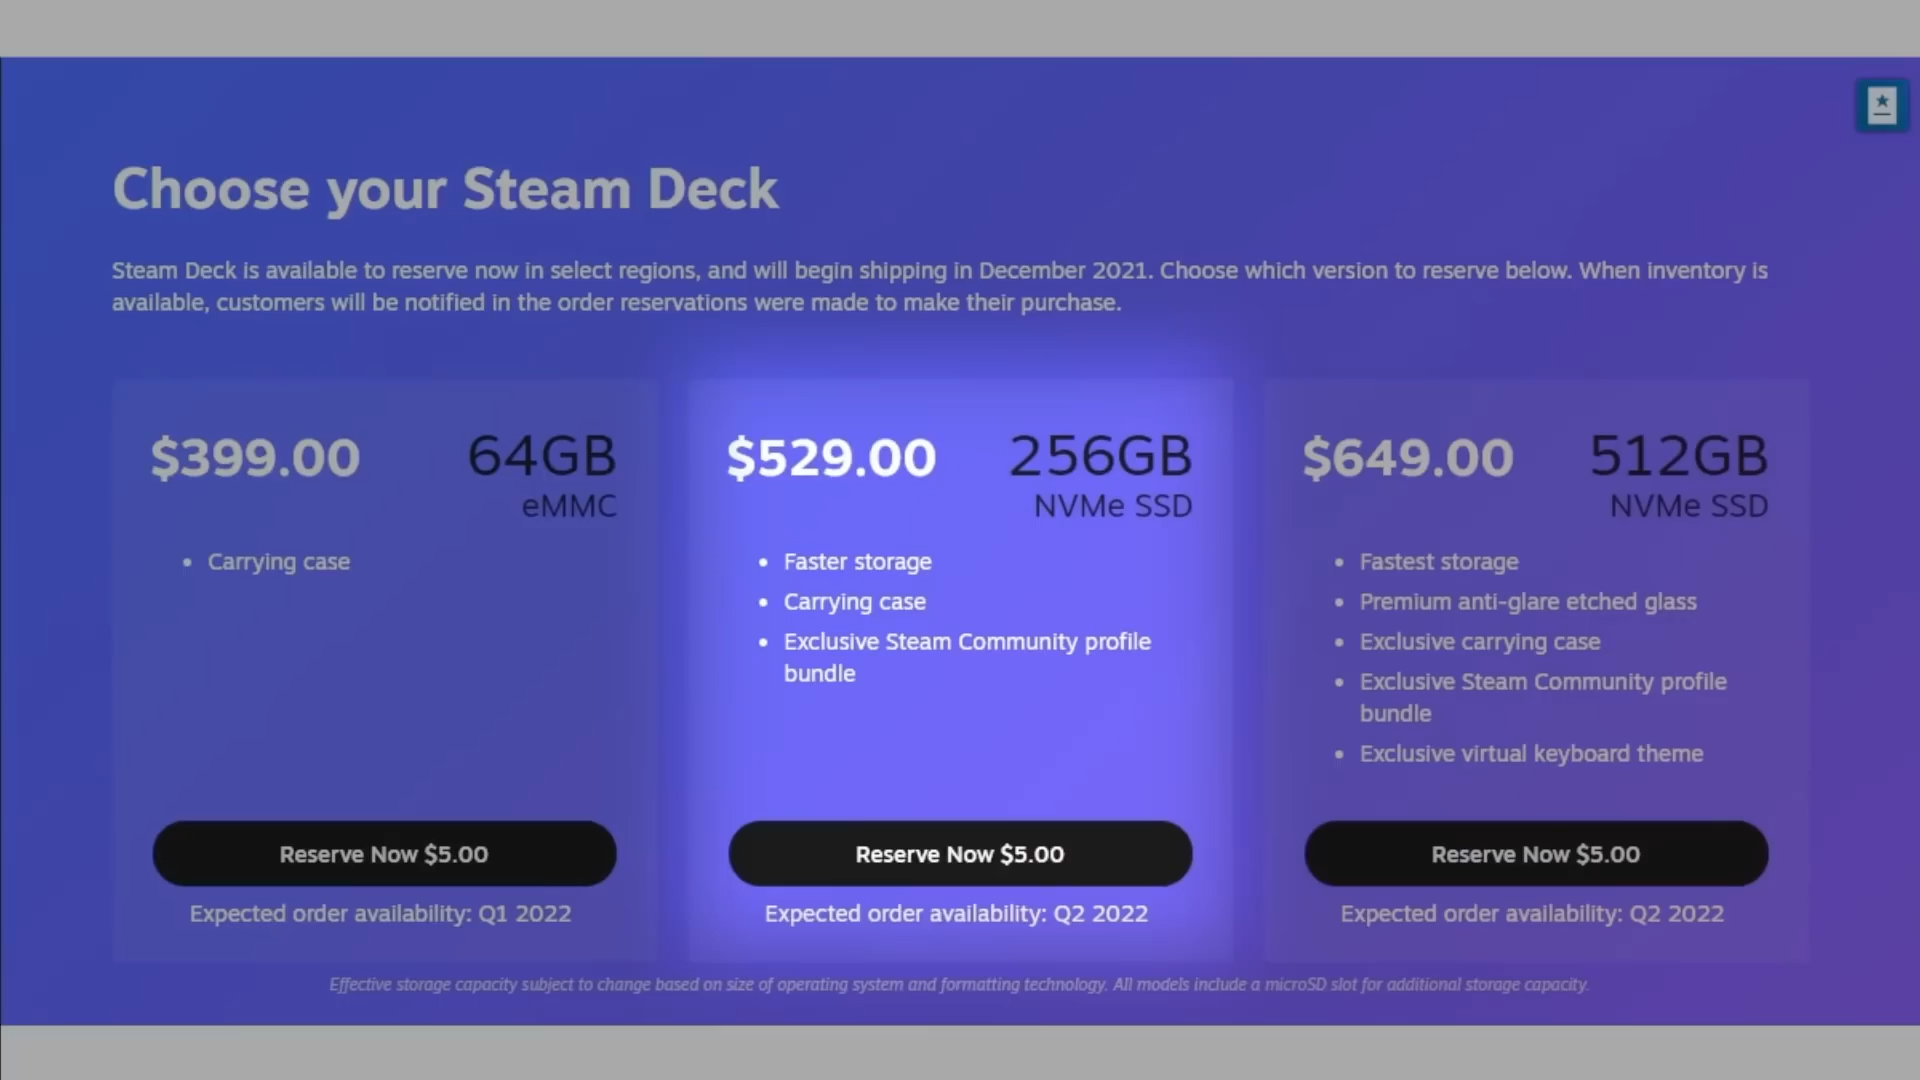 Choose your Steam Deck
Steam Deck is available to reserve now in select regions, and will begin shipping in December 2021. Choose which version to reserve below. When inventory is
available, customers will be notified in the order reservations were made to make their purchase.
$399.00
64GB
eMMC
• Carrying case
Reserve Now $5.00
Expected order availability: Q1 2022
$529.00
256GB
NVMe SSD
• Faster storage
• Carrying case
• Exclusive Steam Community profile
bundle
Reserve Now $5.00
Expected order availability: Q2 2022
$649.00
512GB
NVMe SSD
• Fastest storage
• Premium anti-glare etched glass
• Exclusive carrying case
• Exclusive Steam Community profile
bundle
• Exclusive virtual keyboard theme
Reserve Now $5.00
Expected order availability: Q2 2022
Effective storage capacity subject to change based on size of operating system and formatting technology. All models include a microSD slot for additional storage capacity.